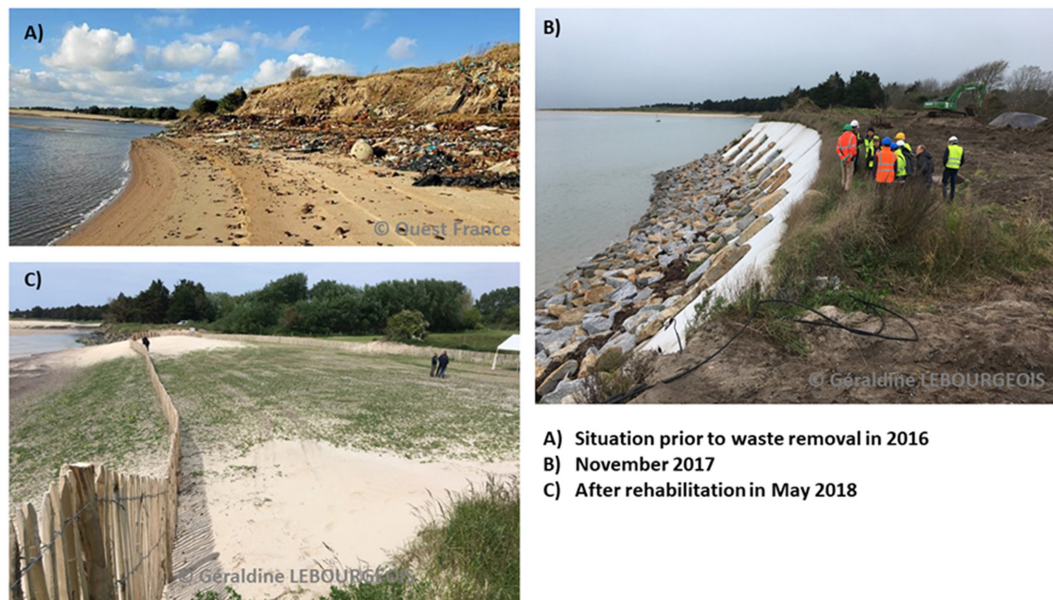 A)
© Ouest France
B)
© Géraldine LEBOURGEOIS
C)
© Géraldine LEBOURGEOIS
A) Situation prior to waste removal in 2016
B) November 2017
C) After rehabilitation in May 2018